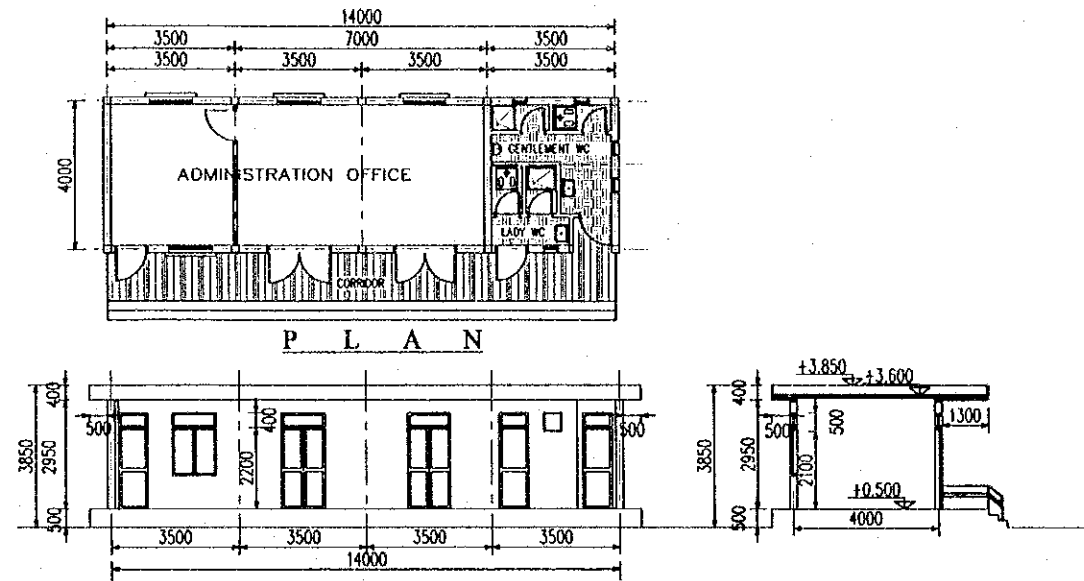 14000
3500 7000 3500
3500 3500 3500 3500
4000
GENTLEMENT WC
ADMINISTRATION OFFICE
LADY WC
CORRIDOR
PLAN
+3.850 +3.600
400 400 400
500 500 500 500 1300
3850 2950 2200 3850 2950 2100
+0.500
500 500
4000
3500 3500 3500 3500
14000